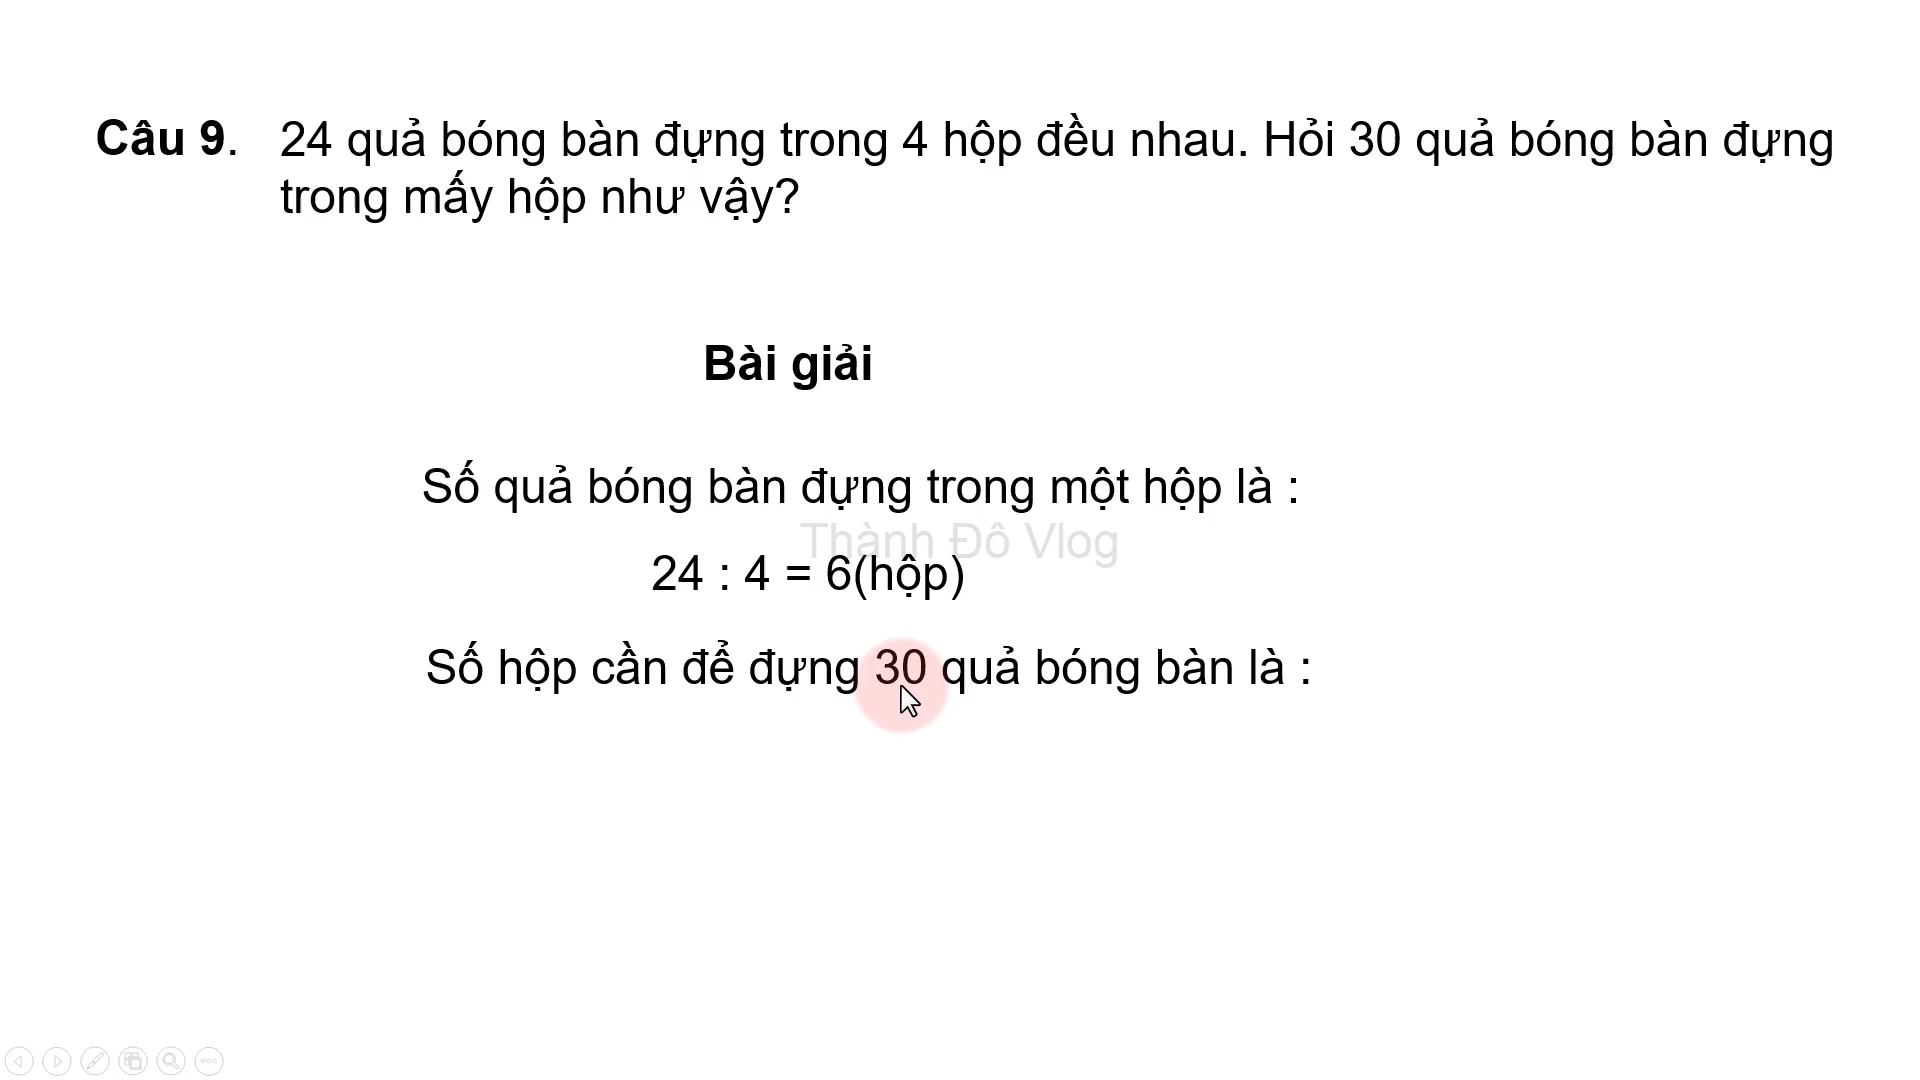 Câu 9. 24 quả bóng bàn đựng trong 4 hộp đều nhau. Hỏi 30 quả bóng bàn đựng
trong mấy hộp như vậy?
Bài giải
Số quả bóng bàn đựng trong một hộp là :
Thành Đô Vlog
24 : 4 = 6(hộp)
Số hộp cần để đựng 30 quả bóng bàn là :